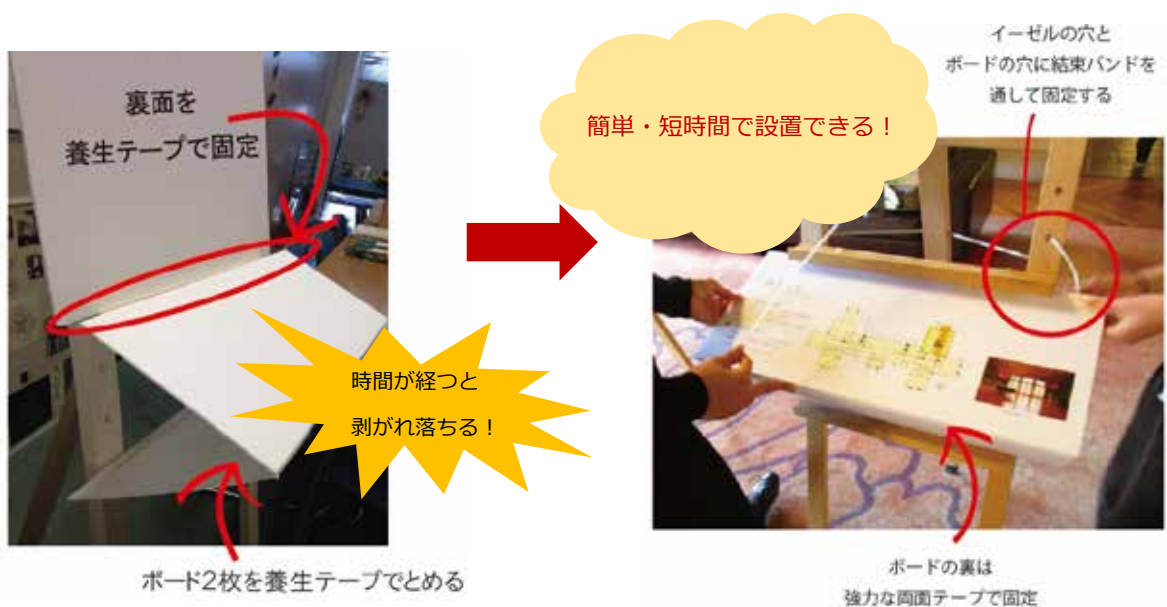 裏面を
養生テープで固定
時間が経つと
剥がれ落ちる！
ボード2枚を養生テープでとめる
簡単・短時間で設置できる！
イーゼルの穴と
ボードの穴に結束バンドを
通して固定する
ボードの裏は
強力な両面テープで固定